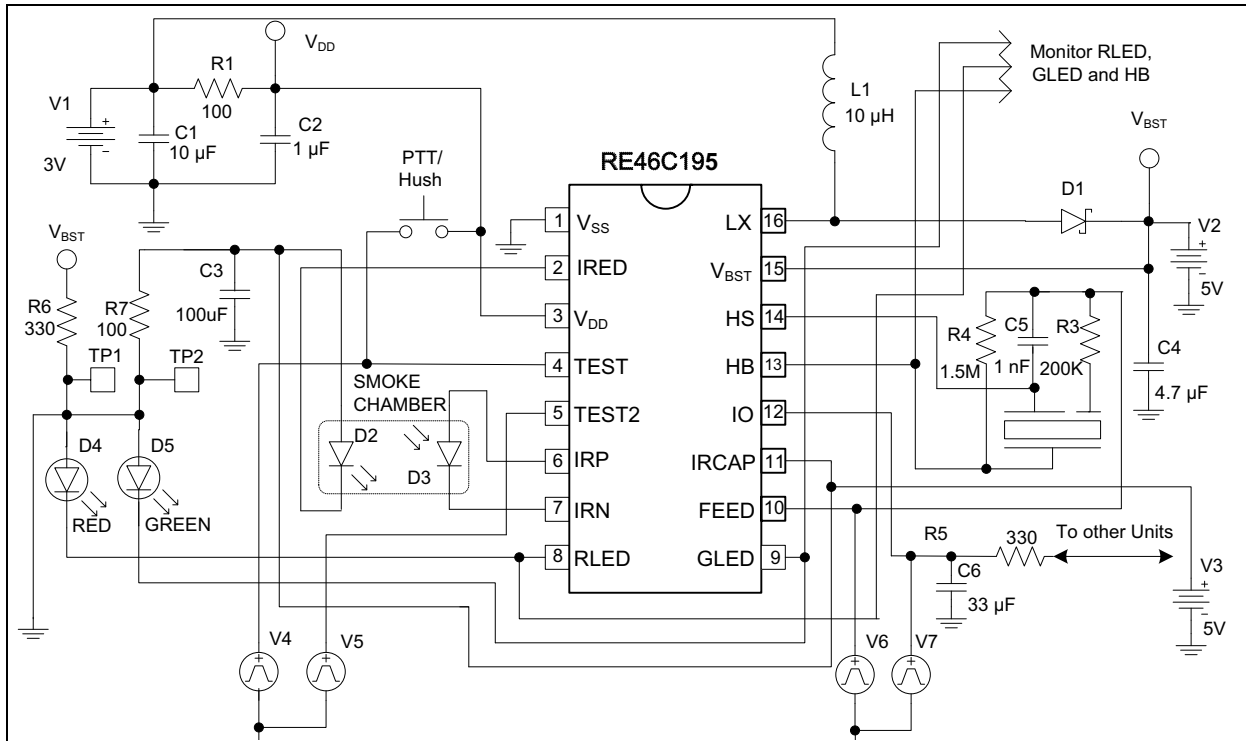 VDD
R1
100
V1
+
−
3V
C1
10 µF
C2
1 µF
PTT/
Hush
L1
10 µH
Monitor RLED,
GLED and HB
VBST
D1
V2
+
−
5V
RE46C195
1 VSS
2 IRED
3 VDD
4 TEST
5 TEST2
6 IRP
7 IRN
8 RLED
LX 16
VBST 15
HS 14
HB 13
IO 12
IRCAP 11
FEED 10
GLED 9
VBST
R6
330
R7
100
C3
100uF
TP1
TP2
SMOKE
CHAMBER
D2
D3
D4
RED
D5
GREEN
R4
1.5M
C5
1 nF
R3
200K
C4
4.7 µF
R5
330
To other Units
C6
33 µF
V3
+
−
5V
V4
+
V5
+
V6
+
V7
+